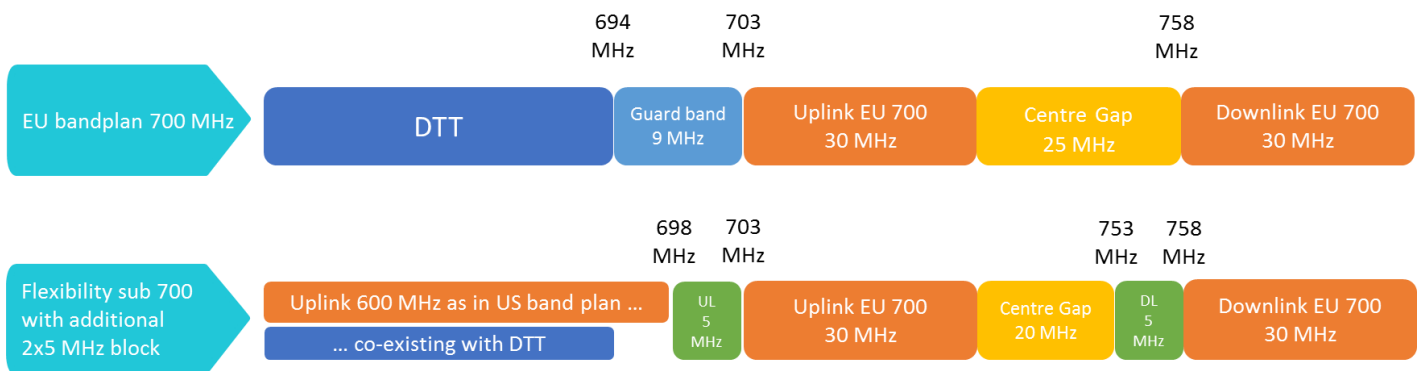 694
MHz
703
MHz
758
MHz
EU bandplan 700 MHz
DTT
Guard band
9 MHz
Uplink EU 700
30 MHz
Centre Gap
25 MHz
Downlink EU 700
30 MHz
698
MHz
703
MHz
753
MHz
758
MHz
Flexibility sub 700
with additional
2x5 MHz block
Uplink 600 MHz as in US band plan ...
... co-existing with DTT
UL
5
MHz
Uplink EU 700
30 MHz
Centre Gap
20 MHz
DL
5
MHz
Downlink EU 700
30 MHz